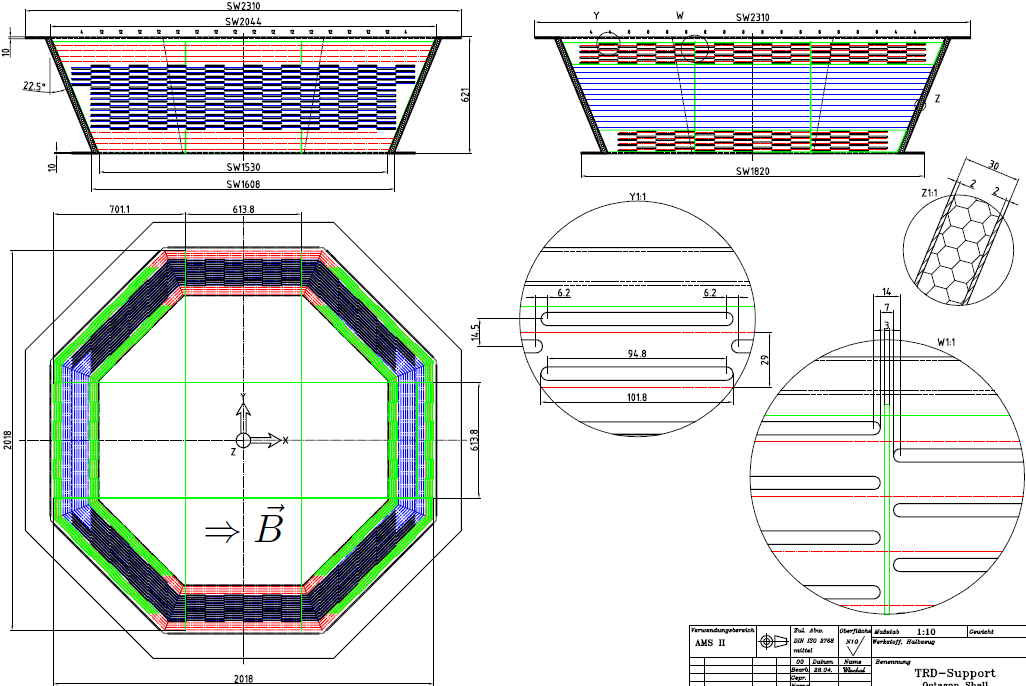 SW2310
SW2044
4 12 12 12 12 12 12 12 12 12 12 12 12 12 12 12 12 4
10
22.5°
621
10
SW1530
SW1608
Y
W
SW2310
Z
SW1820
701.1
613.8
2018
Y
X
Z
613.8
⇒ B⃗
2018
Y1:1
6.2
6.2
14.5
94.8
29
101.8
Z1:1
30
2
2
14
7
3
W1:1
Verwendungsbereich
AMS II
Zul. Abw.
DIN ISO 2768
mittel
Oberfläche
N10
Maßstab 1:10
Gewicht
Werkstoff, Halbzeug
00 Datum Name
Bearb. 28.04.
Gepr.
Benennung
TRD-Support
Octagon Shell